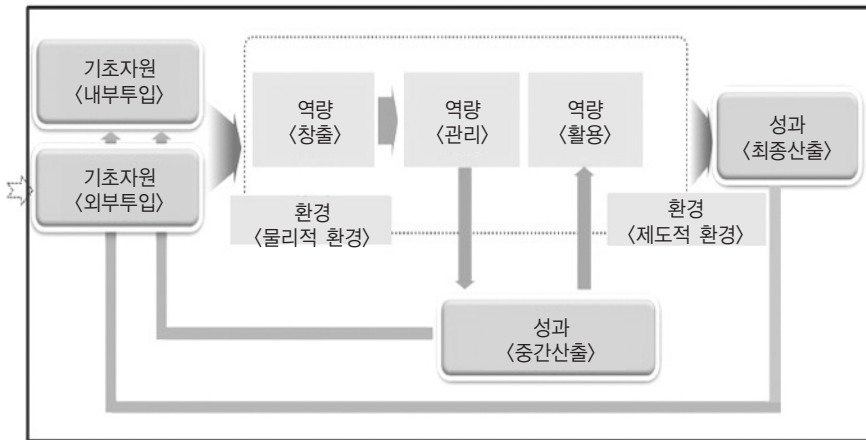 기초자원
〈내부투입〉
기초자원
〈외부투입〉
역량
〈창출〉
역량
〈관리〉
역량
〈활용〉
성과
〈최종산출〉
환경
〈물리적 환경〉
환경
〈제도적 환경〉
성과
〈중간산출〉